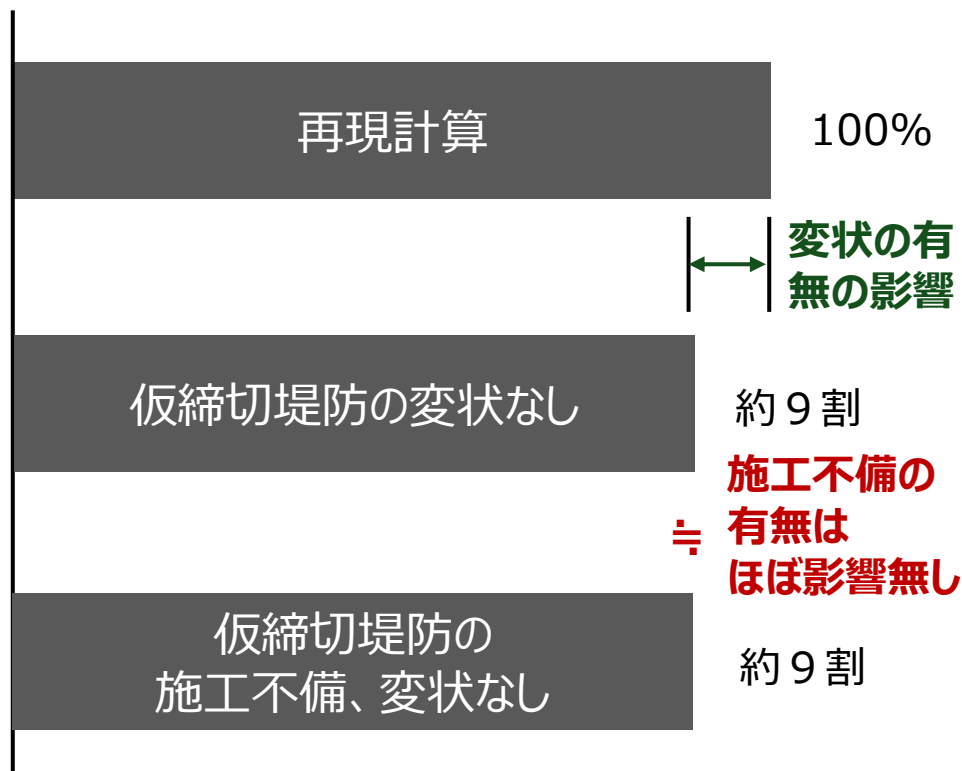 再現計算
100%
変状の有
無の影響
仮締切堤防の変状なし
約９割
施工不備の
≒
有無は
ほぼ影響無し
仮締切堤防の
施工不備、変状なし
約９割